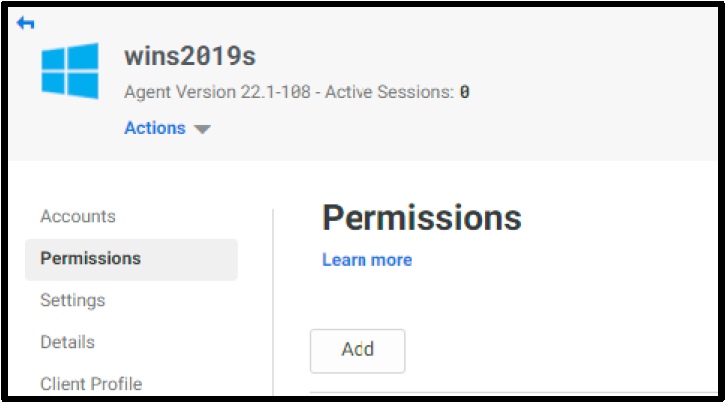 wins2019s
Agent Version 22.1-108 - Active Sessions: 0
Actions
Accounts
Permissions
Settings
Details
Client Profile
Permissions
Learn more
Add